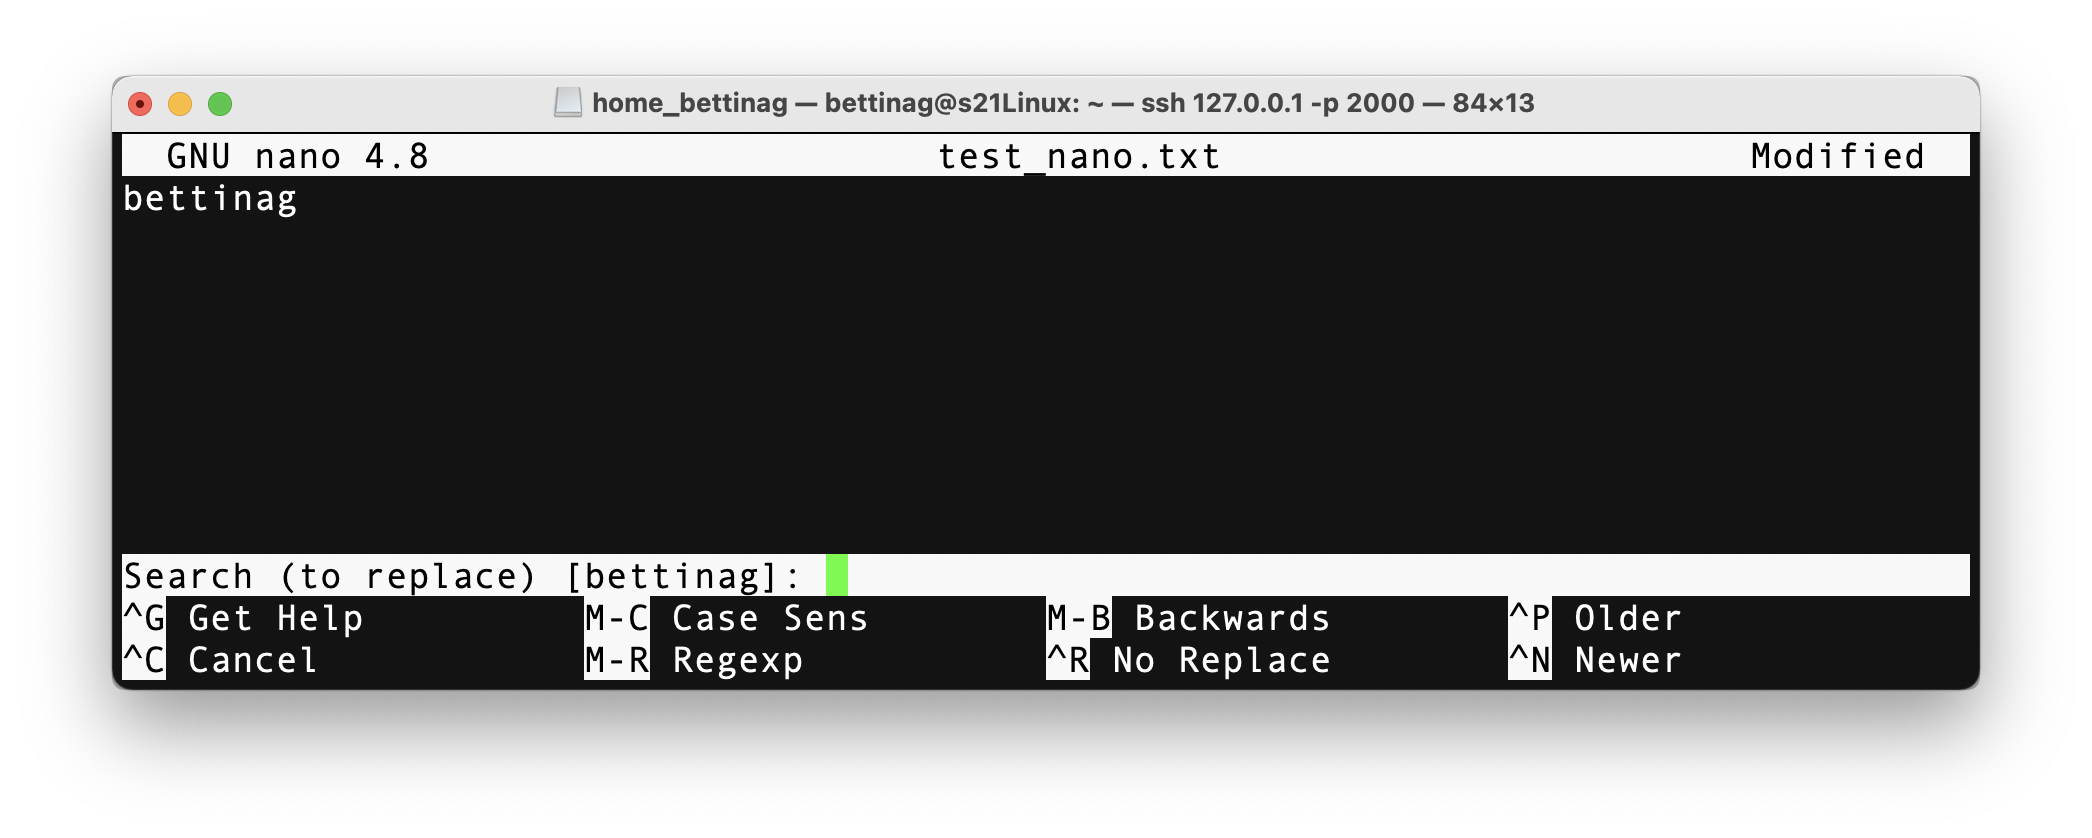 home_bettinag — bettinag@s21Linux: ~ — ssh 127.0.0.1 -p 2000 — 84×13
GNU nano 4.8 test_nano.txt Modified
bettinag
Search (to replace) [bettinag]:
^G Get Help M-C Case Sens M-B Backwards ^P Older
^C Cancel M-R Regexp ^R No Replace ^N Newer